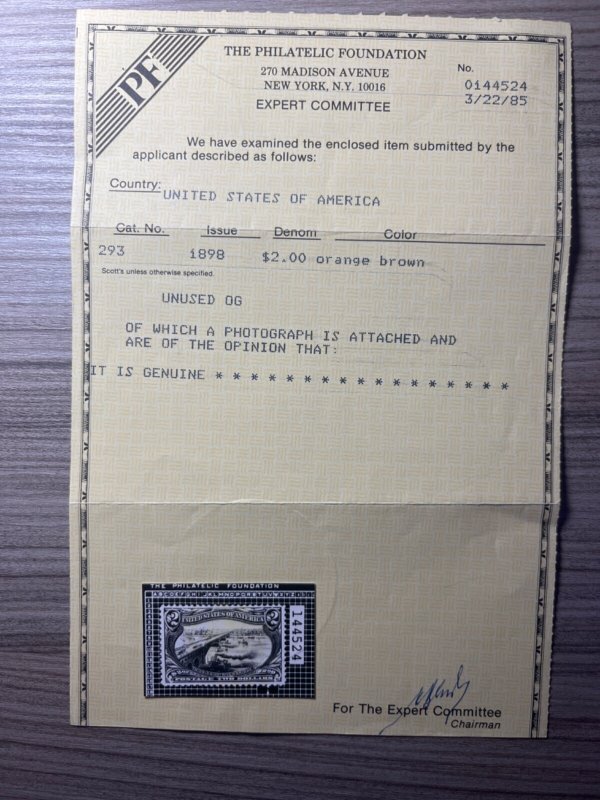 PF
THE PHILATELIC FOUNDATION
270 MADISON AVENUE
NEW YORK, N.Y. 10016
EXPERT COMMITTEE
No.
0144524
3/22/85
We have examined the enclosed item submitted by the
applicant described as follows:
Country: UNITED STATES OF AMERICA
Cat. No. Issue Denom Color
293 1898 $2.00 orange brown
Scott's unless otherwise specified.
UNUSED OG
OF WHICH A PHOTOGRAPH IS ATTACHED AND
ARE OF THE OPINION THAT:
IT IS GENUINE * * * * * * * * * * * * * * * * * * * *
THE PHILATELIC FOUNDATION
2 UNITED STATES OF AMERICA 2
POSTAGE TWO DOLLARS
144524
For The Expert Committee
Chairman